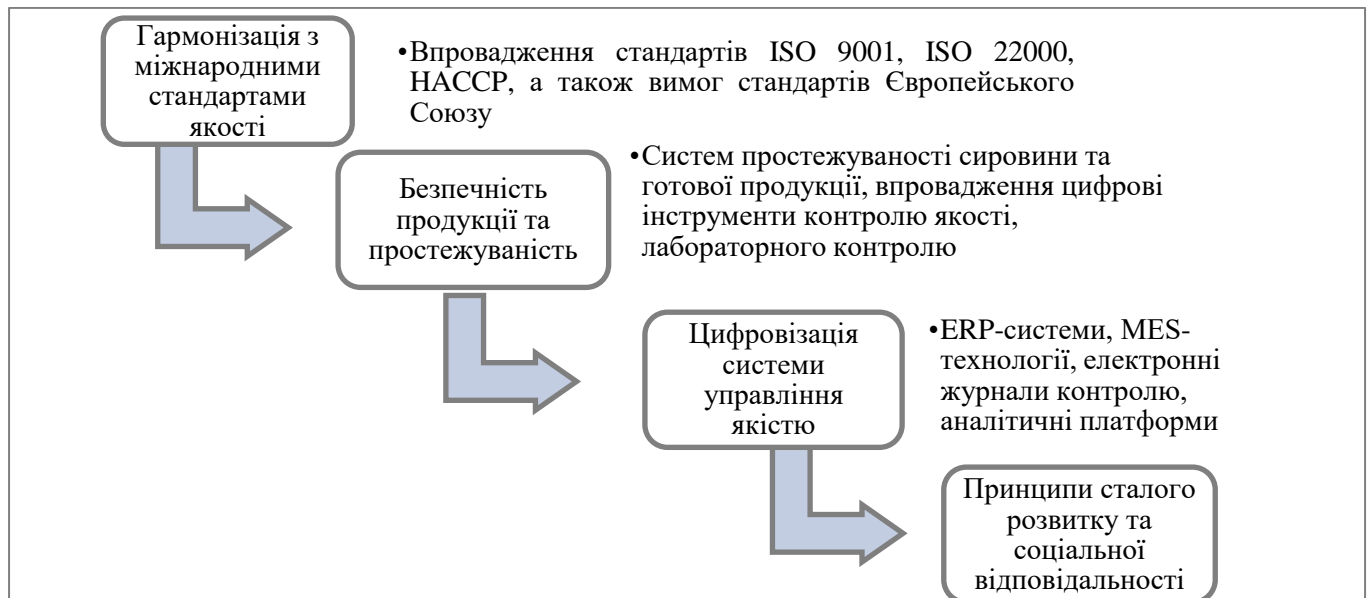 Гармонізація з
міжнародними
стандартами
якості
•Впровадження стандартів ISO 9001, ISO 22000,
HACCP, а також вимог стандартів Європейського
Союзу
Безпечність
продукції та
простежуваність
•Систем простежуваності сировини та
готової продукції, впровадження цифрові
інструменти контролю якості,
лабораторного контролю
Цифровізація
системи
управління
якістю
•ERP-системи, MES-
технології, електронні
журнали контролю,
аналітичні платформи
Принципи сталого
розвитку та
соціальної
відповідальності